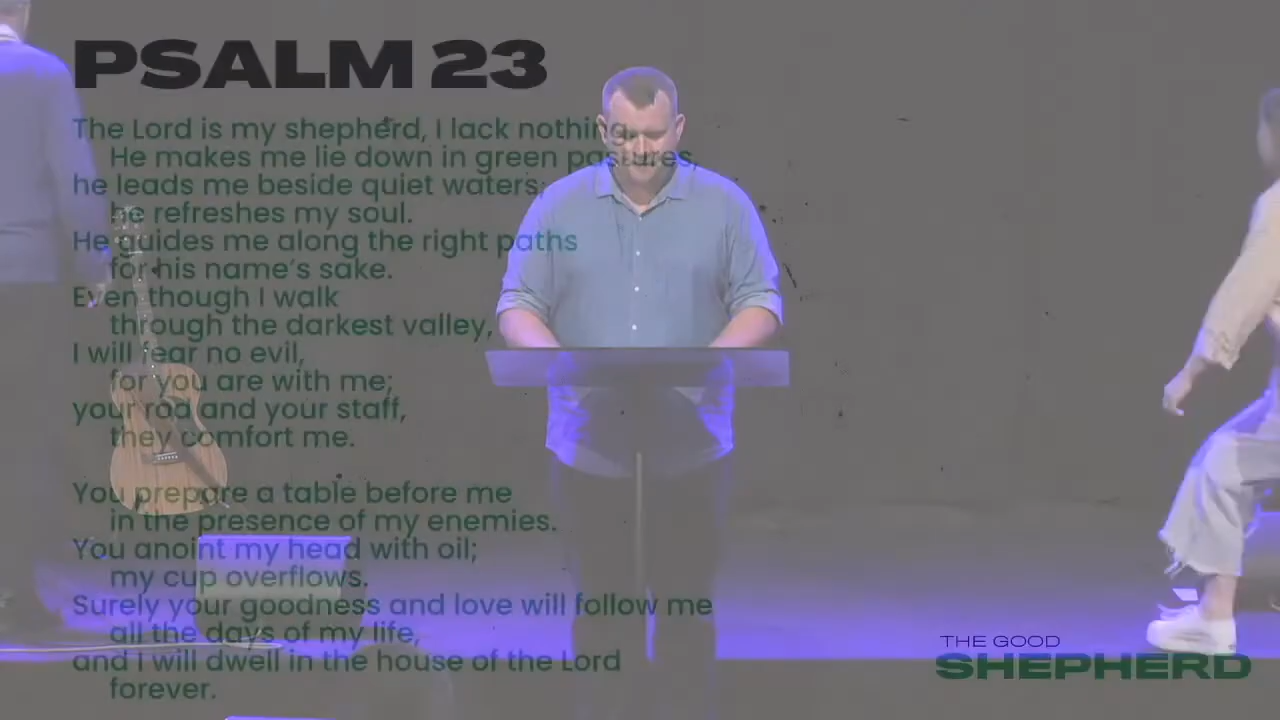 PSALM 23
The Lord is my shepherd, I lack nothing.
He makes me lie down in green pastures,
he leads me beside quiet waters,
he refreshes my soul.
He guides me along the right paths
for his name's sake.
Even though I walk
through the darkest valley,
I will fear no evil,
for you are with me;
your rod and your staff,
they comfort me.
You prepare a table before me
in the presence of my enemies.
You anoint my head with oil;
my cup overflows.
Surely your goodness and love will follow me
all the days of my life,
and I will dwell in the house of the Lord
forever.
THE GOOD
SHEPHERD